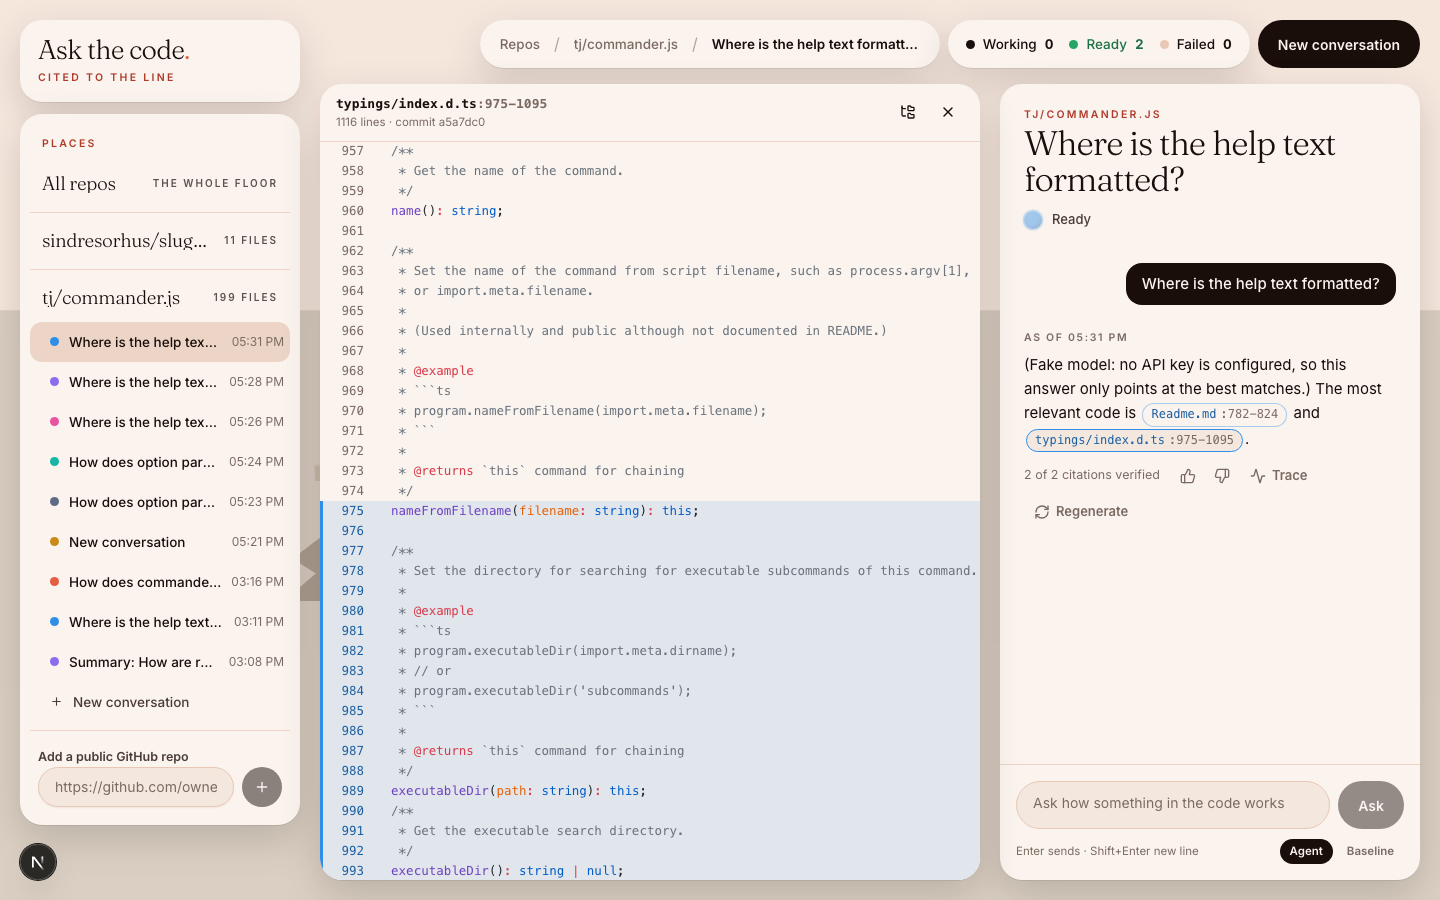 Ask the code.
CITED TO THE LINE
Repos / tj/commander.js / Where is the help text formatt...
Working 0 Ready 2 Failed 0
New conversation
PLACES
All repos THE WHOLE FLOOR
sindresorhus/slug... 11 FILES
tj/commander.js 199 FILES
Where is the help tex... 05:31 PM
Where is the help tex... 05:28 PM
Where is the help tex... 05:26 PM
How does option par... 05:24 PM
How does option par... 05:23 PM
New conversation 05:21 PM
How does commande... 03:16 PM
Where is the help text... 03:11 PM
Summary: How are r... 03:08 PM
+ New conversation
Add a public GitHub repo
https://github.com/owne +
N
typings/index.d.ts:975–1095
1116 lines · commit a5a7dc0
957 /**
958 * Get the name of the command.
959 */
960 name(): string;
961
962 /**
963 * Set the name of the command from script filename, such as process.argv[1],
964 * or import.meta.filename.
965 *
966 * (Used internally and public although not documented in README.)
967 *
968 * @example
969 * ```ts
970 * program.nameFromFilename(import.meta.filename);
971 * ```
972 *
973 * @returns `this` command for chaining
974 */
975 nameFromFilename(filename: string): this;
976
977 /**
978 * Set the directory for searching for executable subcommands of this command.
979 *
980 * @example
981 * ```ts
982 * program.executableDir(import.meta.dirname);
983 * // or
984 * program.executableDir('subcommands');
985 * ```
986 *
987 * @returns `this` command for chaining
988 */
989 executableDir(path: string): this;
990 /**
991 * Get the executable search directory.
992 */
993 executableDir(): string | null;
TJ/COMMANDER.JS
Where is the help text
formatted?
Ready
Where is the help text formatted?
AS OF 05:31 PM
(Fake model: no API key is configured, so this
answer only points at the best matches.) The most
relevant code is Readme.md:782–824 and
typings/index.d.ts:975–1095.
2 of 2 citations verified Trace
Regenerate
Ask how something in the code works Ask
Enter sends · Shift+Enter new line Agent Baseline